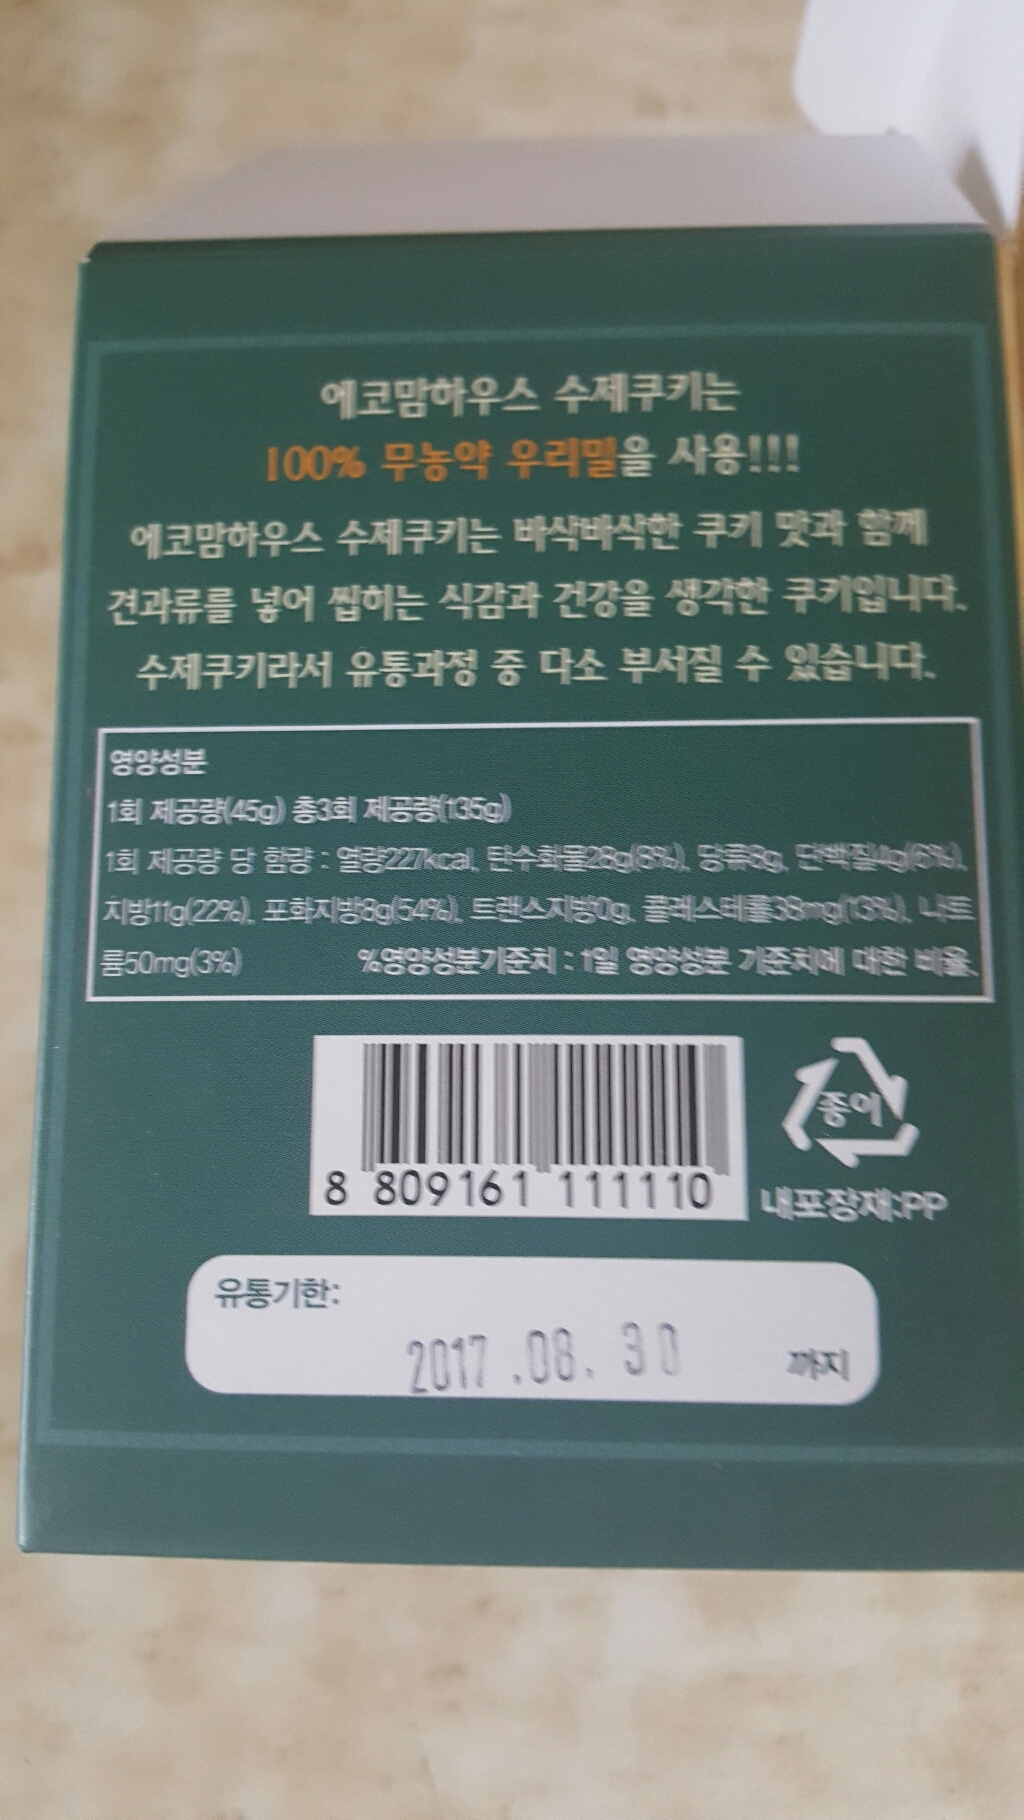 에코맘하우스 수제쿠키는
100% 무농약 우리밀을 사용!!!
에코맘하우스 수제쿠키는 바삭바삭한 쿠키 맛과 함께
견과류를 넣어 씹히는 식감과 건강을 생각한 쿠키입니다.
수제쿠키라서 유통과정 중 다소 부서질 수 있습니다.
영양성분
1회 제공량(45g) 총3회 제공량(135g)
1회 제공량 당 함량 : 열량227kcal, 탄수화물28g(8%), 당류8g, 단백질4g(6%),
지방11g(22%), 포화지방8g(54%), 트랜스지방0g, 콜레스테롤38mg(13%), 나트
륨50mg(3%) %영양성분기준치 : 1일 영양성분 기준치에 대한 비율.
종이
8 809161 111110
내포장재:PP
유통기한:
2017.08.30 까지